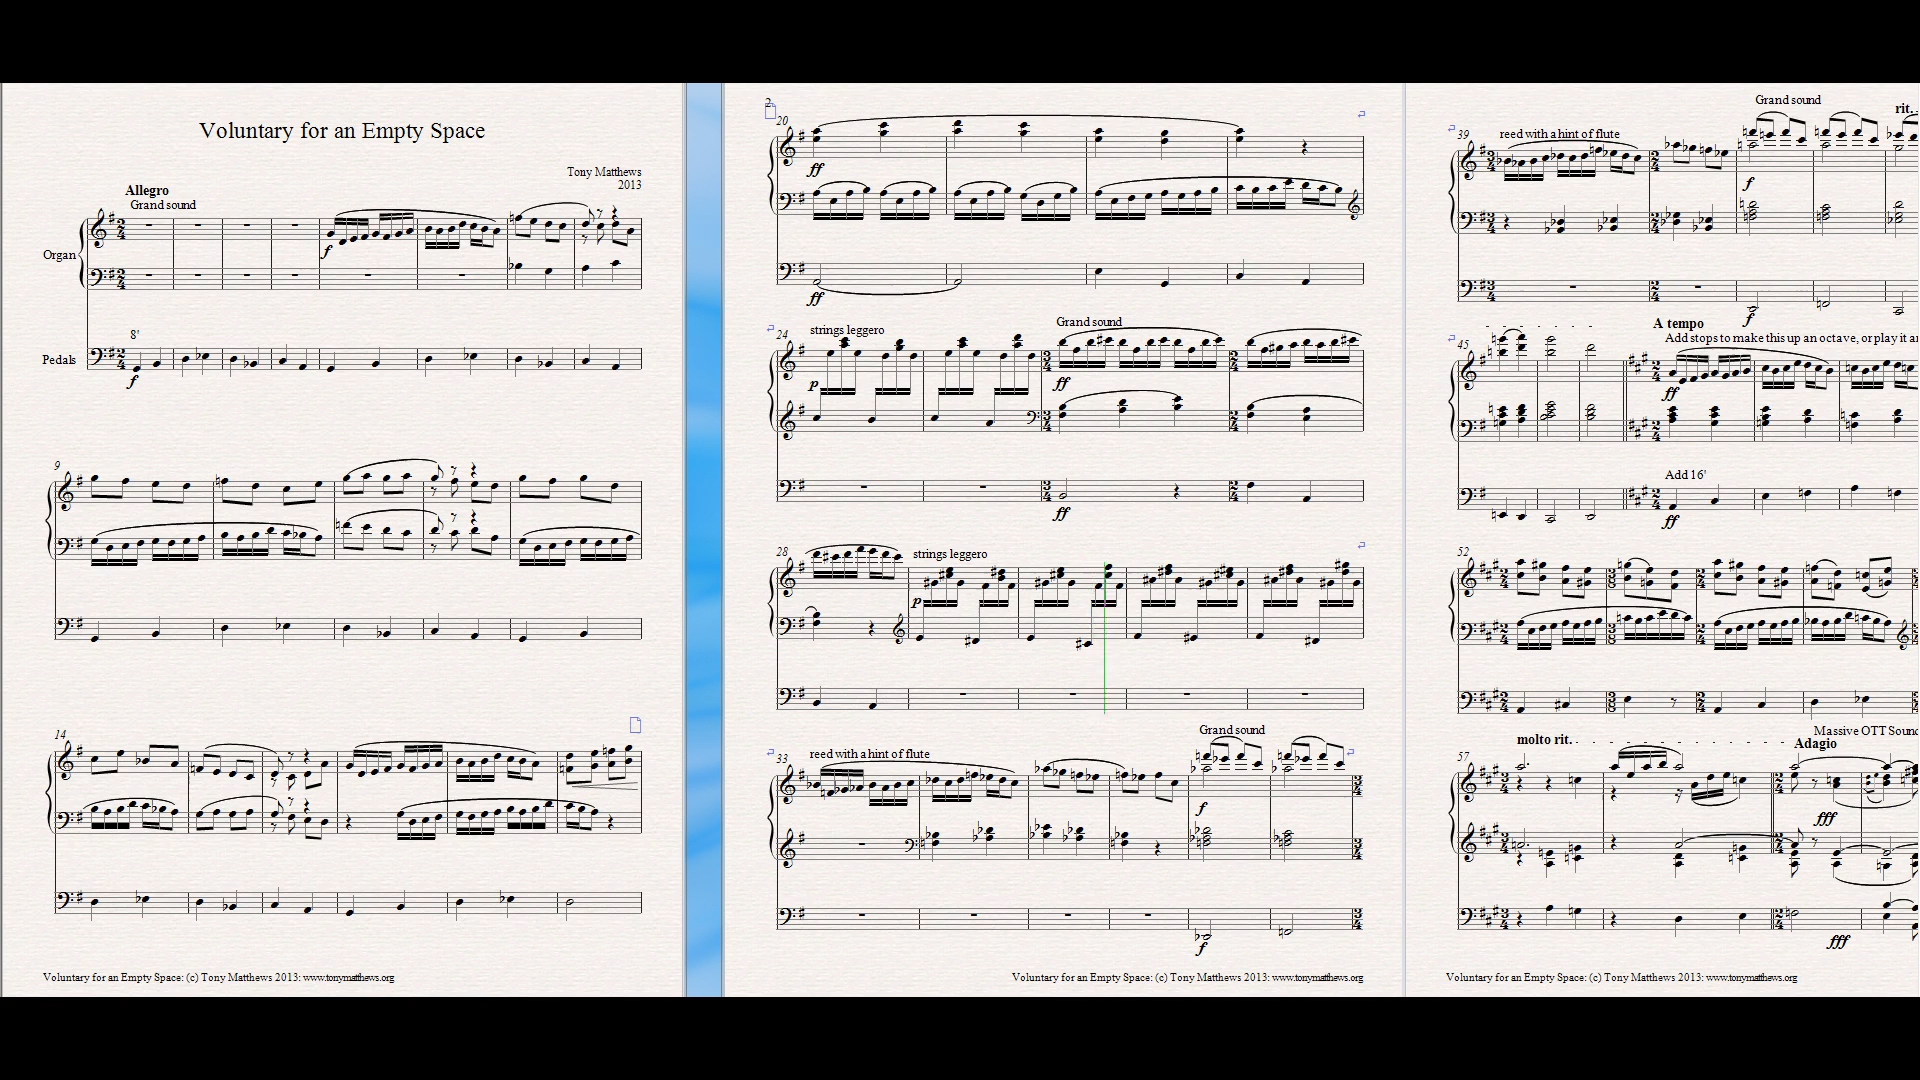 Voluntary for an Empty Space
Tony Matthews
2013
Allegro
Grand sound
Organ
f
8'
Pedals
f
9
14
Voluntary for an Empty Space: (c) Tony Matthews 2013: www.tonymatthews.org
2
20
ff
ff
24
strings leggero
Grand sound
p
ff
ff
28
strings leggero
p
33
reed with a hint of flute
Grand sound
f
f
Voluntary for an Empty Space: (c) Tony Matthews 2013: www.tonymatthews.org
Grand sound
rit.
39
reed with a hint of flute
f
f
A tempo
45
Add stops to make this up an octave, or play it
ff
Add 16'
ff
52
57
molto rit.
Massive OTT Sound
Adagio
fff
fff
Voluntary for an Empty Space: (c) Tony Matthews 2013: www.tonymatthews.org